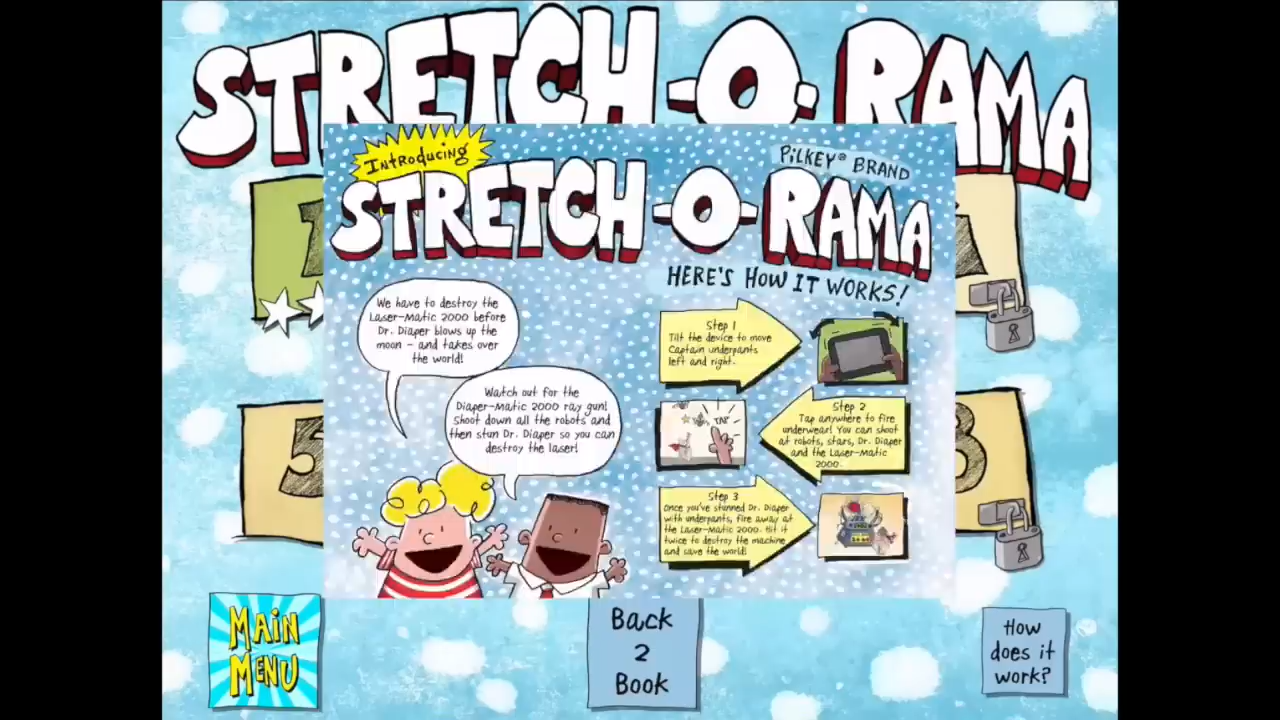 STRETCH-O-RAMA
INTRODUCING
PILKEY® BRAND
STRETCH-O-RAMA
HERE'S HOW IT WORKS!
We have to destroy the
Laser-Matic 2000 before
Dr. Diaper blows up the
moon – and takes over
the world!
Watch out for the
Diaper-Matic 2000 ray gun!
Shoot down all the robots and
then stun Dr. Diaper so you can
destroy the laser!
Step 1
Tilt the device to move
Captain underpants
left and right.
TAP
Step 2
Tap anywhere to fire
underwear! You can shoot
at robots, stars, Dr. Diaper
and the Laser-Matic
2000.
Step 3
Once you've stunned Dr. Diaper
with underpants, fire away at
the Laser-Matic 2000. Hit it
twice to destroy the machine
and save the world!
1
5
MAIN
MENU
Back
2
Book
How
does it
work?